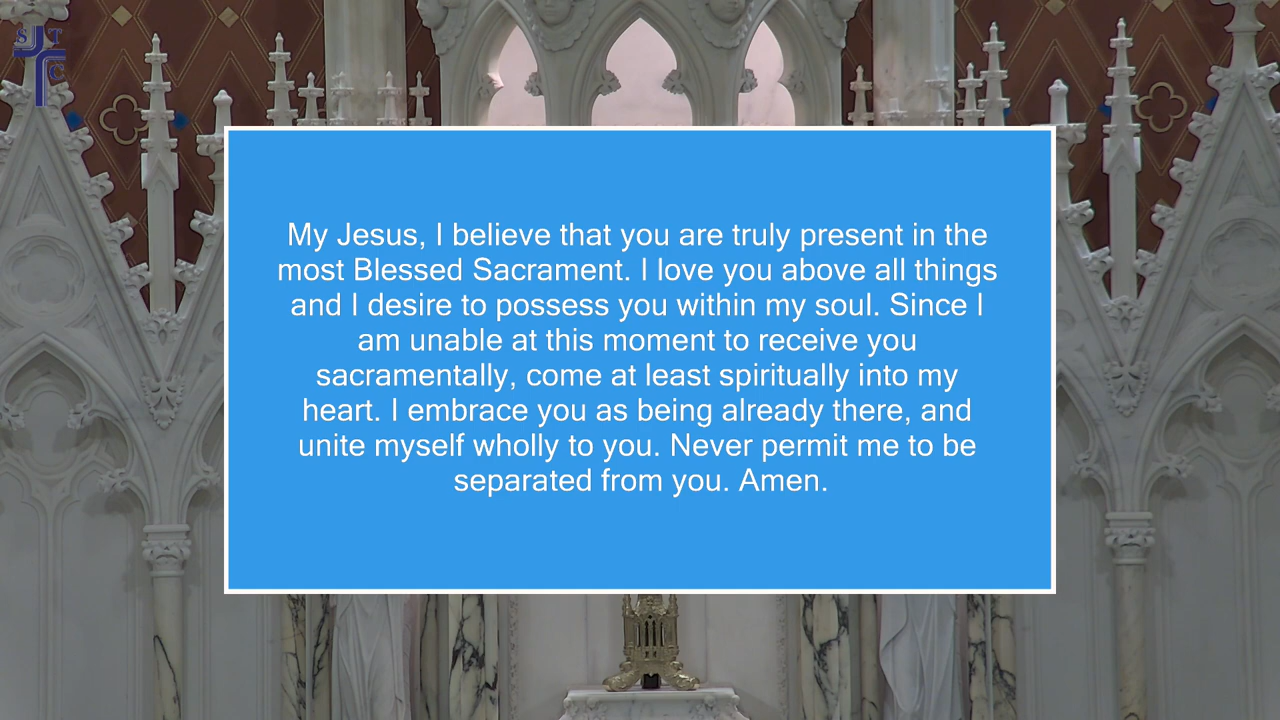 S T
C
My Jesus, I believe that you are truly present in the
most Blessed Sacrament. I love you above all things
and I desire to possess you within my soul. Since I
am unable at this moment to receive you
sacramentally, come at least spiritually into my
heart. I embrace you as being already there, and
unite myself wholly to you. Never permit me to be
separated from you. Amen.